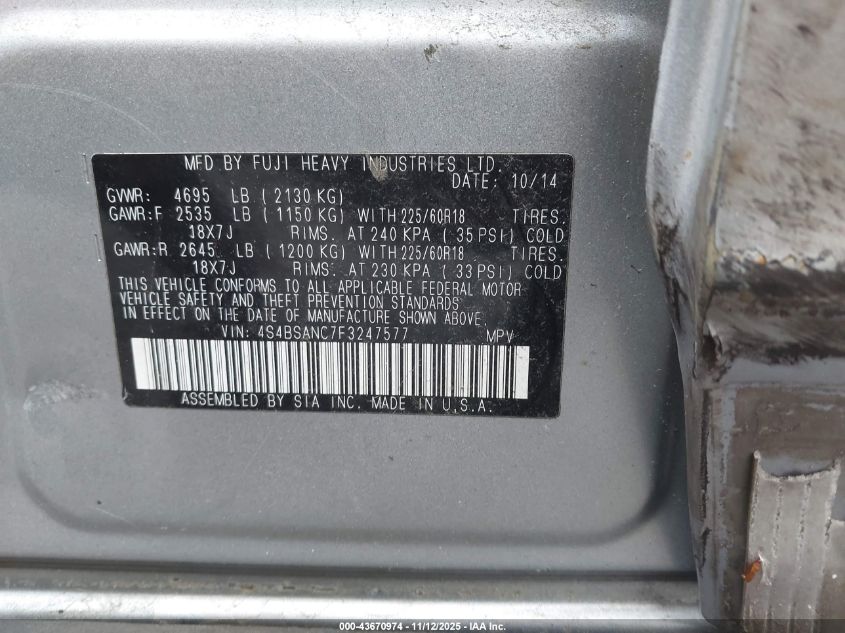 MFD BY FUJI HEAVY INDUSTRIES LTD.
DATE: 10/14
GVWR: 4695 LB ( 2130 KG)
GAWR:F 2535 LB ( 1150 KG) WITH 225/60R18 TIRES.
18X7J RIMS. AT 240 KPA ( 35 PSI) COLD
GAWR:R 2645 LB ( 1200 KG) WITH 225/60R18 TIRES.
18X7J RIMS. AT 230 KPA ( 33 PSI) COLD
THIS VEHICLE CONFORMS TO ALL APPLICABLE FEDERAL MOTOR
VEHICLE SAFETY AND THEFT PREVENTION STANDARDS
IN EFFECT ON THE DATE OF MANUFACTURE SHOWN ABOVE.
VIN: 4S4BSANC7F3247577 MPV
ASSEMBLED BY SIA INC. MADE IN U.S.A.
000-43670974 - 11/12/2025 - IAA Inc.